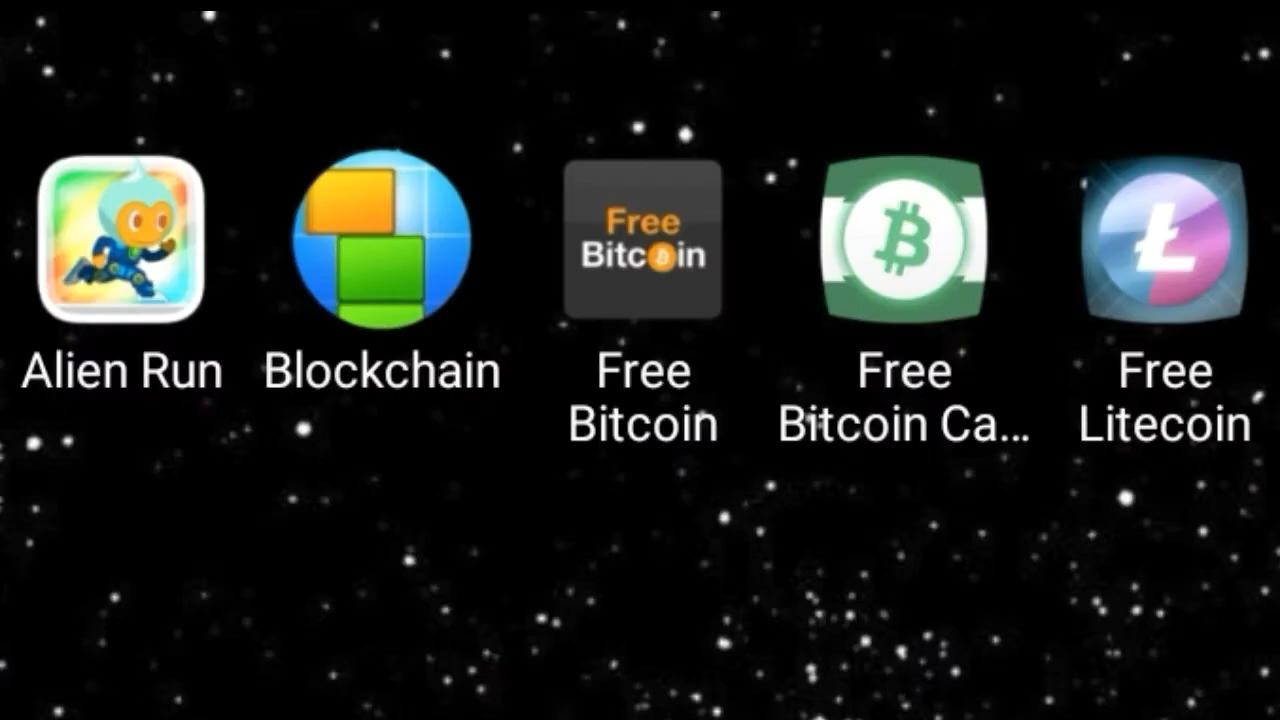 Free
Bitcoin
Alien Run
Blockchain
Free
Bitcoin
Free
Bitcoin Ca...
Free
Litecoin